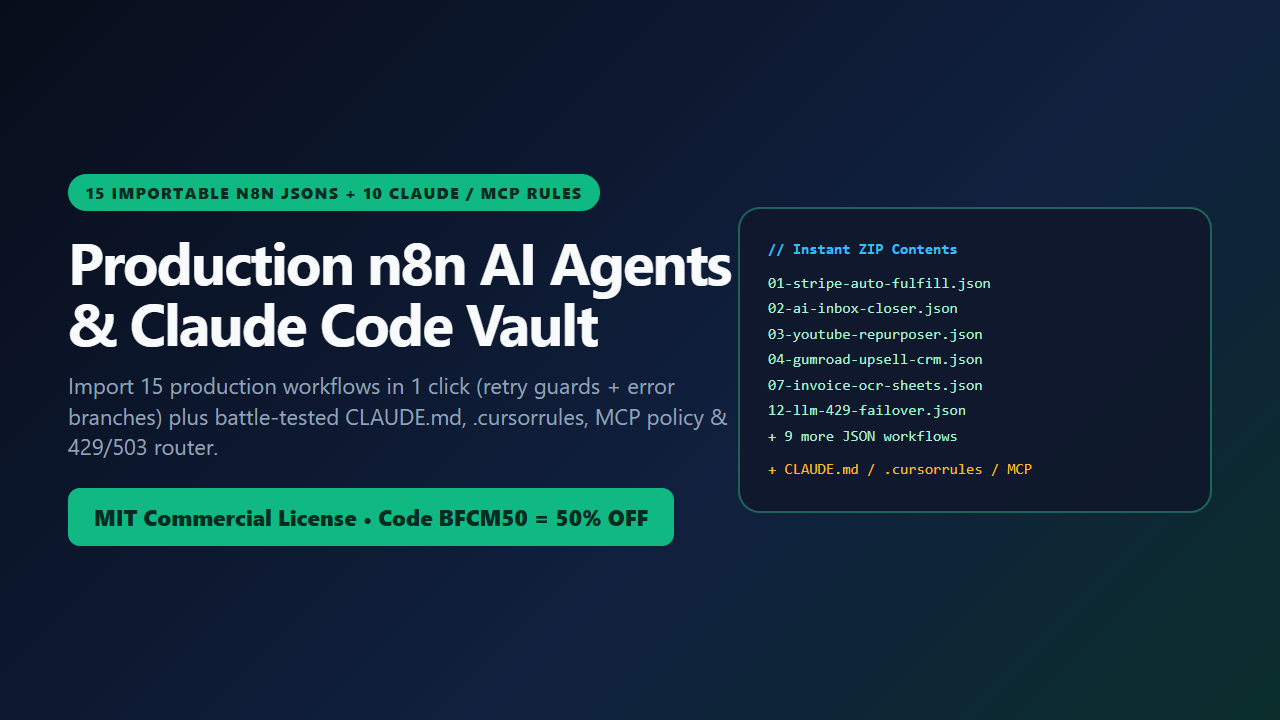 15 IMPORTABLE N8N JSONS + 10 CLAUDE / MCP RULES
Production n8n AI Agents
& Claude Code Vault
Import 15 production workflows in 1 click (retry guards + error
branches) plus battle-tested CLAUDE.md, .cursorrules, MCP policy &
429/503 router.
MIT Commercial License • Code BFCM50 = 50% OFF
// Instant ZIP Contents
01-stripe-auto-fulfill.json
02-ai-inbox-closer.json
03-youtube-repurposer.json
04-gumroad-upsell-crm.json
07-invoice-ocr-sheets.json
12-llm-429-failover.json
+ 9 more JSON workflows
+ CLAUDE.md / .cursorrules / MCP